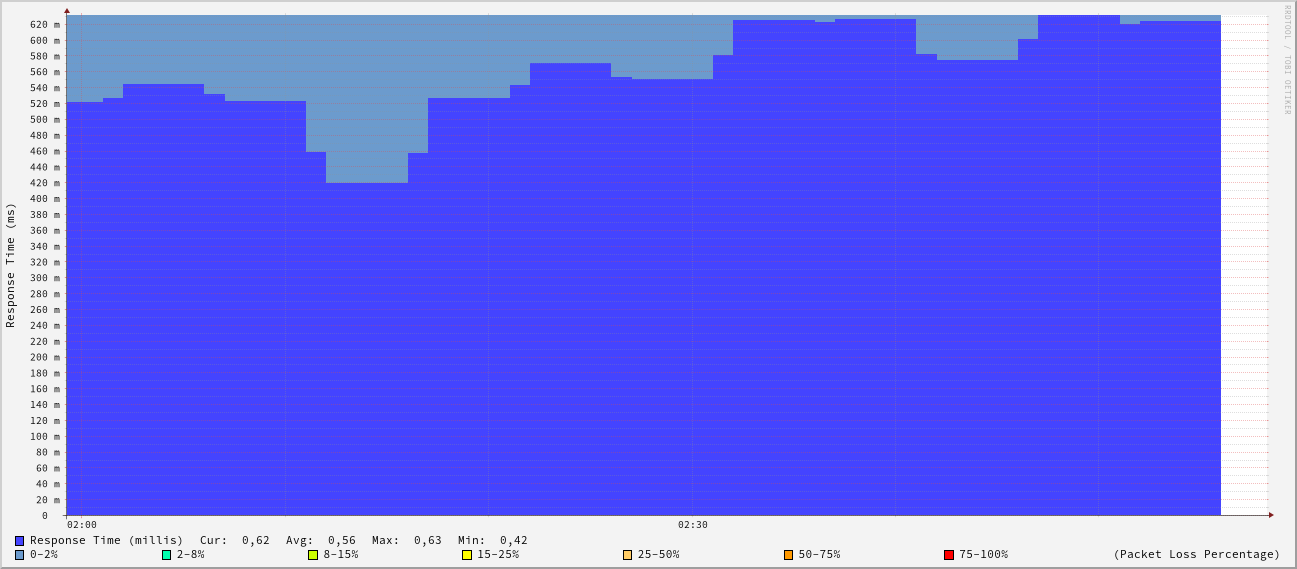 RRDTOOL / TOBI OETIKER
Response Time (ms)
620 m
600 m
580 m
560 m
540 m
520 m
500 m
480 m
460 m
440 m
420 m
400 m
380 m
360 m
340 m
320 m
300 m
280 m
260 m
240 m
220 m
200 m
180 m
160 m
140 m
120 m
100 m
80 m
60 m
40 m
20 m
0
02:00 02:30
Response Time (millis) Cur: 0,62 Avg: 0,56 Max: 0,63 Min: 0,42
0-2% 2-8% 8-15% 15-25% 25-50% 50-75% 75-100% (Packet Loss Percentage)